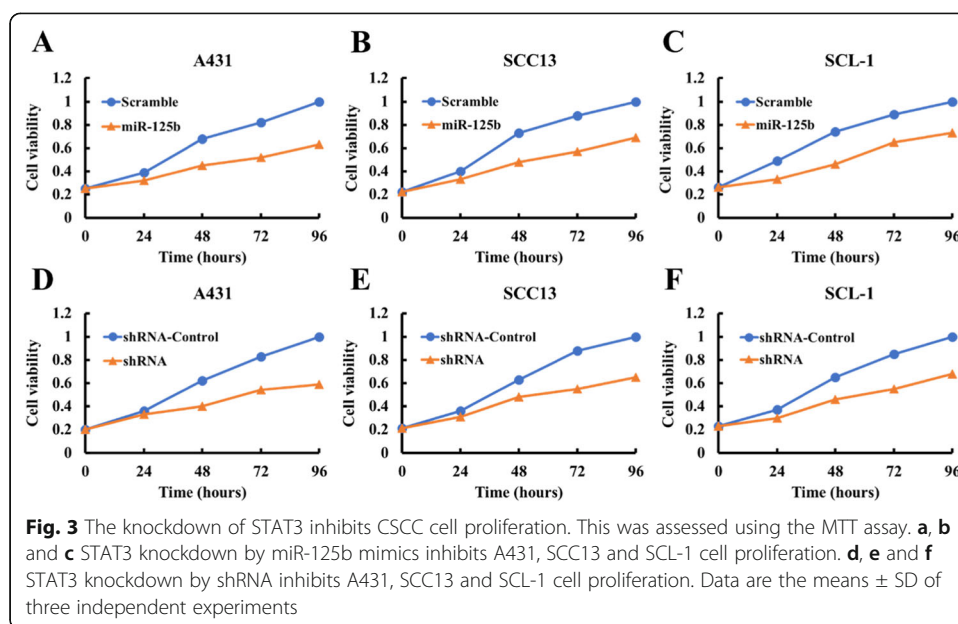 A B C
A431 SCC13 SCL-1
1.2 1.2 1.2
Scramble Scramble Scramble
1 1 1
miR-125b miR-125b miR-125b
0.8 0.8 0.8
0.6 0.6 0.6
0.4 0.4 0.4
0.2 0.2 0.2
0 0 0
Cell viability Cell viability Cell viability
0 24 48 72 96 0 24 48 72 96 0 24 48 72 96
Time (hours) Time (hours) Time (hours)
D E F
A431 SCC13 SCL-1
1.2 1.2 1.2
shRNA-Control shRNA-Control shRNA-Control
1 1 1
shRNA shRNA shRNA
0.8 0.8 0.8
0.6 0.6 0.6
0.4 0.4 0.4
0.2 0.2 0.2
0 0 0
Cell viability Cell viability Cell viability
0 24 48 72 96 0 24 48 72 96 0 24 48 72 96
Time (hours) Time (hours) Time (hours)
Fig. 3 The knockdown of STAT3 inhibits CSCC cell proliferation. This was assessed using the MTT assay. a, b
and c STAT3 knockdown by miR-125b mimics inhibits A431, SCC13 and SCL-1 cell proliferation. d, e and f
STAT3 knockdown by shRNA inhibits A431, SCC13 and SCL-1 cell proliferation. Data are the means ± SD of
three independent experiments